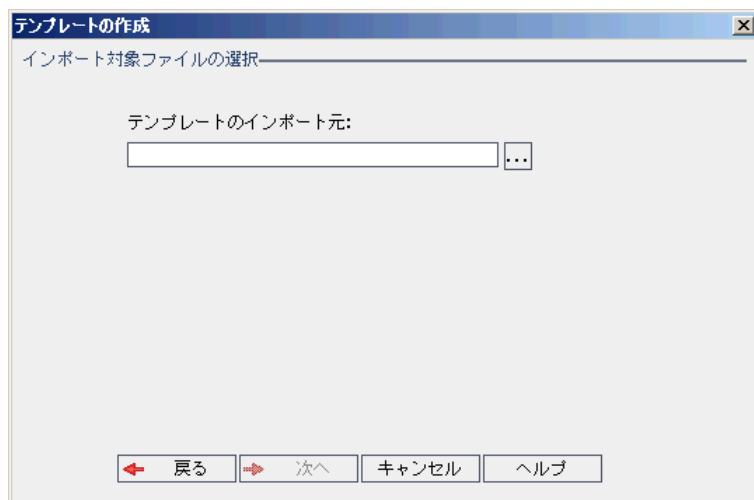 テンプレートの作成
インポート対象ファイルの選択
テンプレートのインポート元:
...
戻る
次へ
キャンセル
ヘルプ